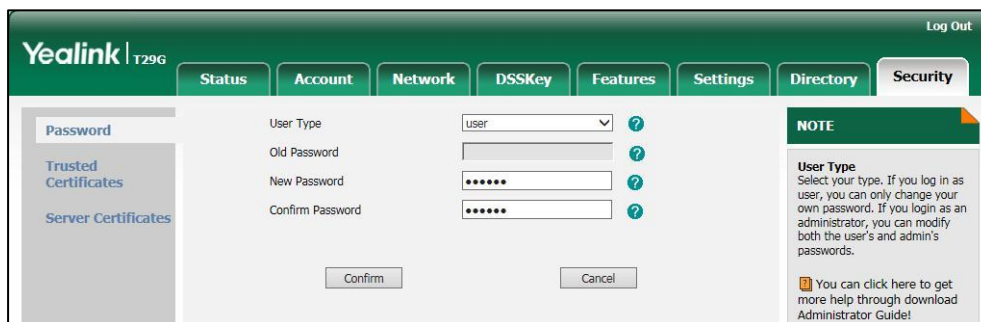 Log Out
Yealink T29G
Status Account Network DSSKey Features Settings Directory Security
Password
Trusted
Certificates
Server Certificates
User Type user
Old Password
New Password ••••••
Confirm Password ••••••
Confirm Cancel
NOTE
User Type
Select your type. If you log in as
user, you can only change your
own password. If you login as an
administrator, you can modify
both the user's and admin's
passwords.
You can click here to get
more help through download
Administrator Guide!